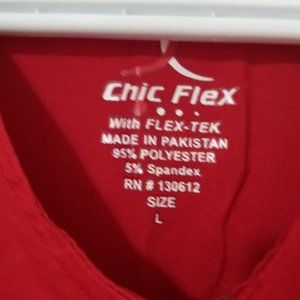 Chic Flex
With FLEX-TEK
MADE IN PAKISTAN
95% POLYESTER
5% Spandex
RN # 130612
SIZE
L